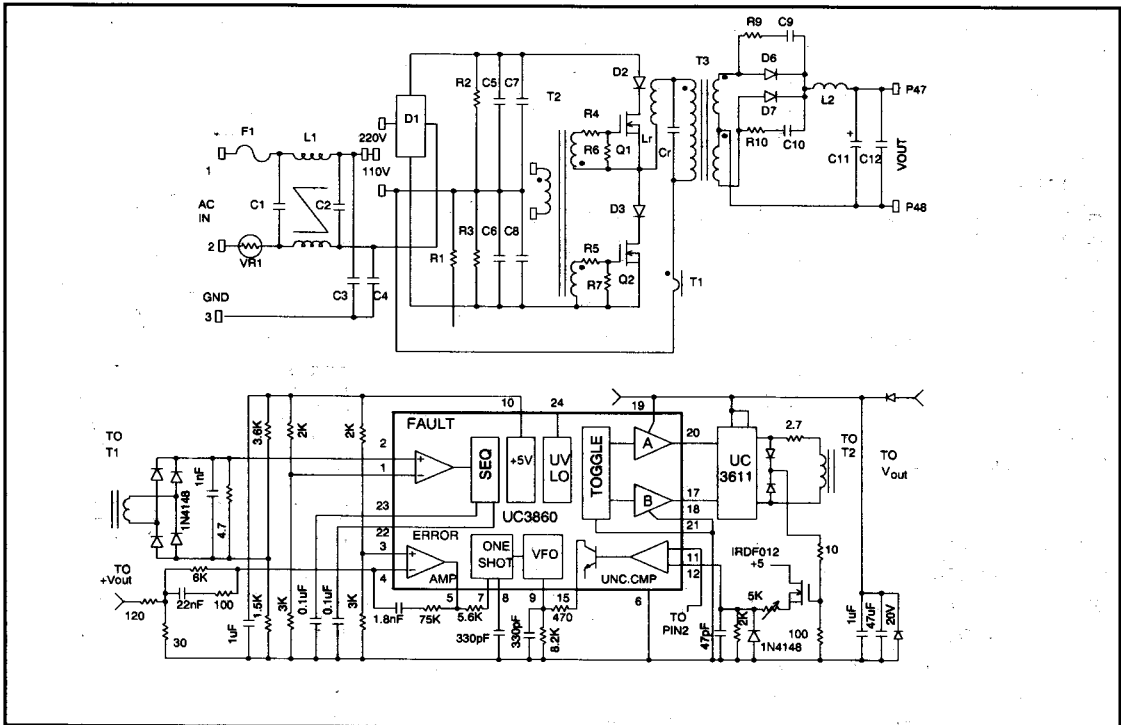 R9 C9
D6
D7
R10 C10
T3
L2
P47
C11 C12
VOUT
P48
D2
R4
R6
Q1
Lr
Cr
T2
D3
R5
R7
Q2
T1
R2 C5 C7
R3 C6 C8
R1
D1
220V
110V
F1
L1
1
AC
IN
C1
C2
2
VR1
C3 C4
GND
3
10
24
19
FAULT
TO
T1
1N4148
1nF
4.7
3.6K
2K
2K
2
1
23
22
3
4
SEQ
+5V
UV
LO
UC3860
TOGGLE
A
B
20
17
18
21
UC
3611
2.7
TO
T2
TO
Vout
ERROR
AMP
ONE
SHOT
VFO
UNC.CMP
11
12
IRDF012
+5
10
TO
+Vout
6K
22nF
100
120
30
1uF
1.5K
3K
0.1uF
0.1uF
3K
1.8nF
75K
5
5.6K
7
8
9
15
470
330pF
330pF
8.2K
6
TO
PIN2
47pF
2K
5K
1N4148
100
1uF
47uF
20V